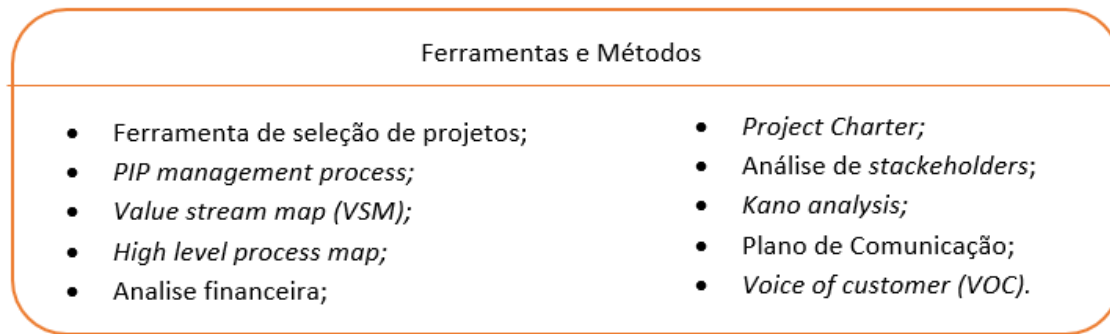 Ferramentas e Métodos
• Ferramenta de seleção de projetos;
• PIP management process;
• Value stream map (VSM);
• High level process map;
• Analise financeira;
• Project Charter;
• Análise de stackeholders;
• Kano analysis;
• Plano de Comunicação;
• Voice of customer (VOC).